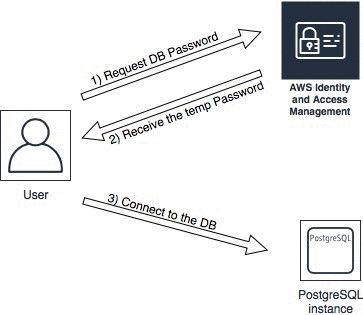 1) Request DB Password
AWS Identity
and Access
Management
2) Receive the temp Password
User
3) Connect to the DB
PostgreSQL
PostgreSQL
instance